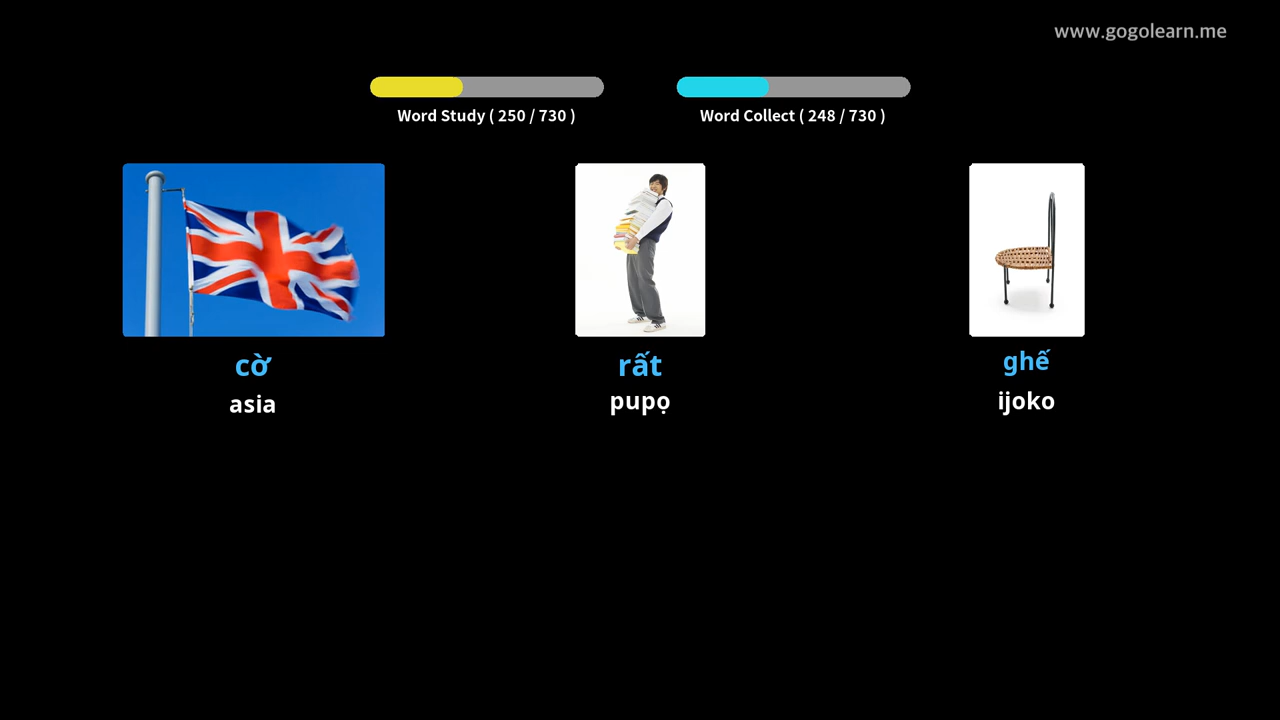 www.gogolearn.me
Word Study ( 250 / 730 )
Word Collect ( 248 / 730 )
cờ
asia
rất
pupọ
ghế
ijoko